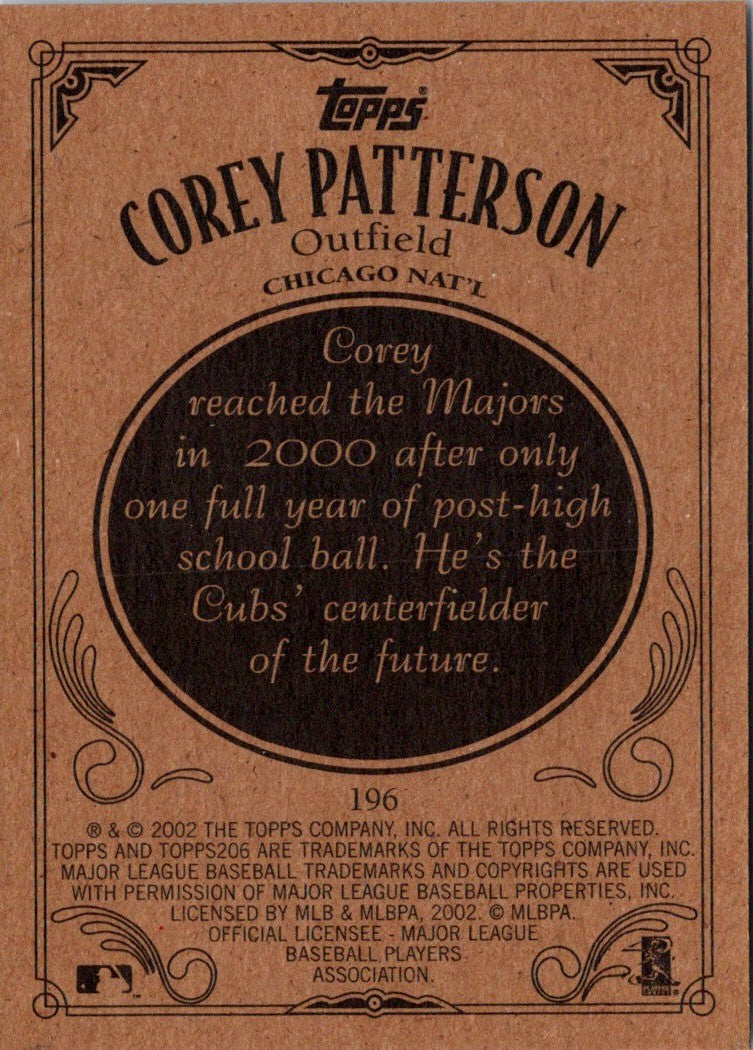 Topps®
COREY PATTERSON
Outfield
CHICAGO NAT'L
Corey
reached the Majors
in 2000 after only
one full year of post-high
school ball. He's the
Cubs' centerfielder
of the future.
196
® & © 2002 THE TOPPS COMPANY, INC. ALL RIGHTS RESERVED.
TOPPS AND TOPPS206 ARE TRADEMARKS OF THE TOPPS COMPANY, INC.
MAJOR LEAGUE BASEBALL TRADEMARKS AND COPYRIGHTS ARE USED
WITH PERMISSION OF MAJOR LEAGUE BASEBALL PROPERTIES, INC.
LICENSED BY MLB & MLBPA, 2002. © MLBPA.
OFFICIAL LICENSEE - MAJOR LEAGUE
BASEBALL PLAYERS
ASSOCIATION.